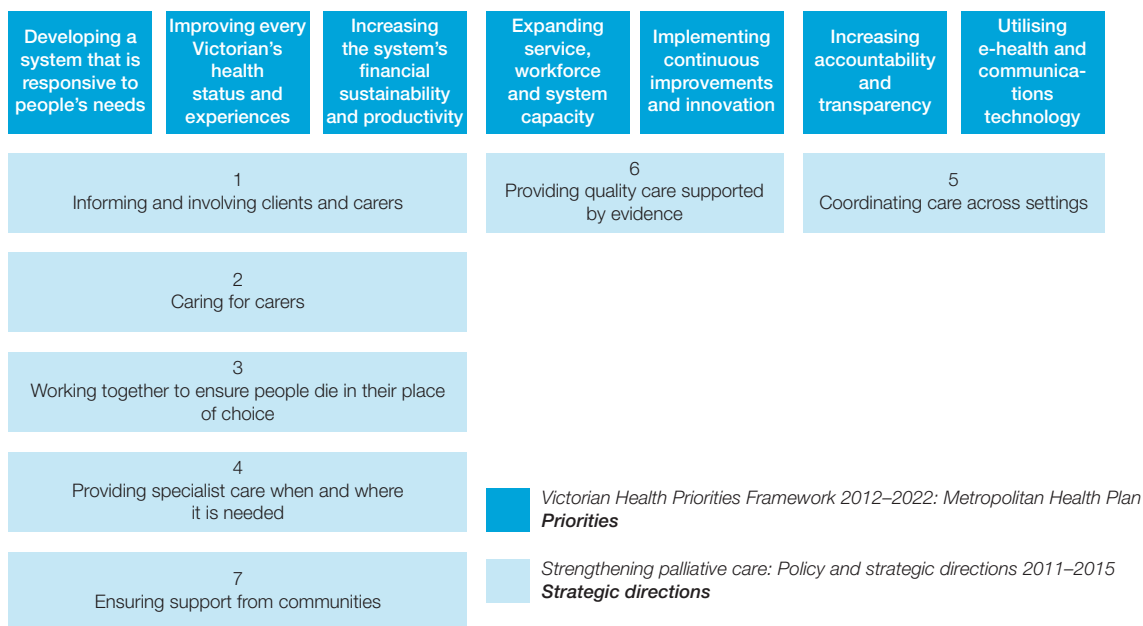 Developing a
system that is
responsive to
people's needs
Improving every
Victorian's
health
status and
experiences
Increasing
the system's
financial
sustainability
and productivity
Expanding
service,
workforce
and system
capacity
Implementing
continuous
improvements
and innovation
Increasing
accountability
and
transparency
Utilising
e-health and
communica-
tions
technology
1
Informing and involving clients and carers
6
Providing quality care supported
by evidence
5
Coordinating care across settings
2
Caring for carers
3
Working together to ensure people die in their place
of choice
4
Providing specialist care when and where
it is needed
7
Ensuring support from communities
Victorian Health Priorities Framework 2012–2022: Metropolitan Health Plan
Priorities
Strengthening palliative care: Policy and strategic directions 2011–2015
Strategic directions